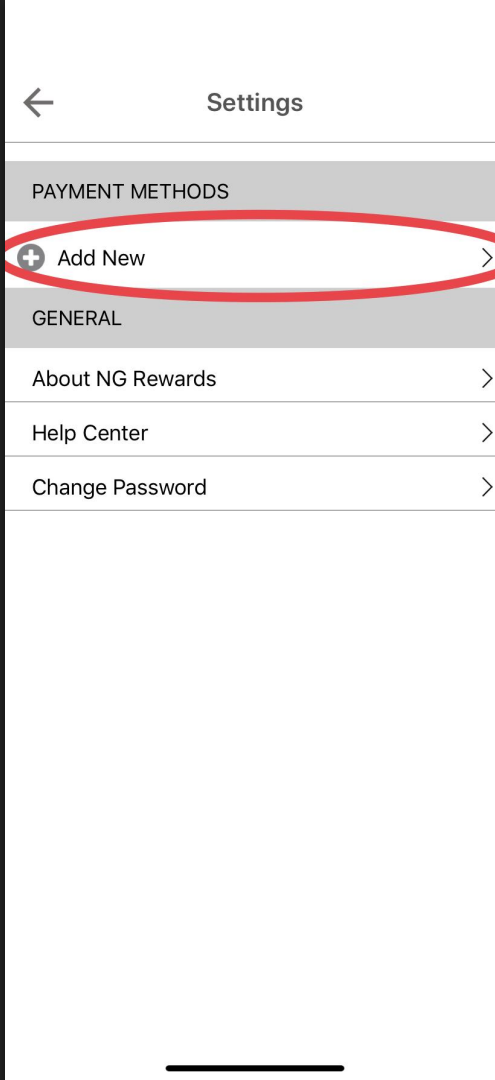 Settings
PAYMENT METHODS
Add New
GENERAL
About NG Rewards
Help Center
Change Password